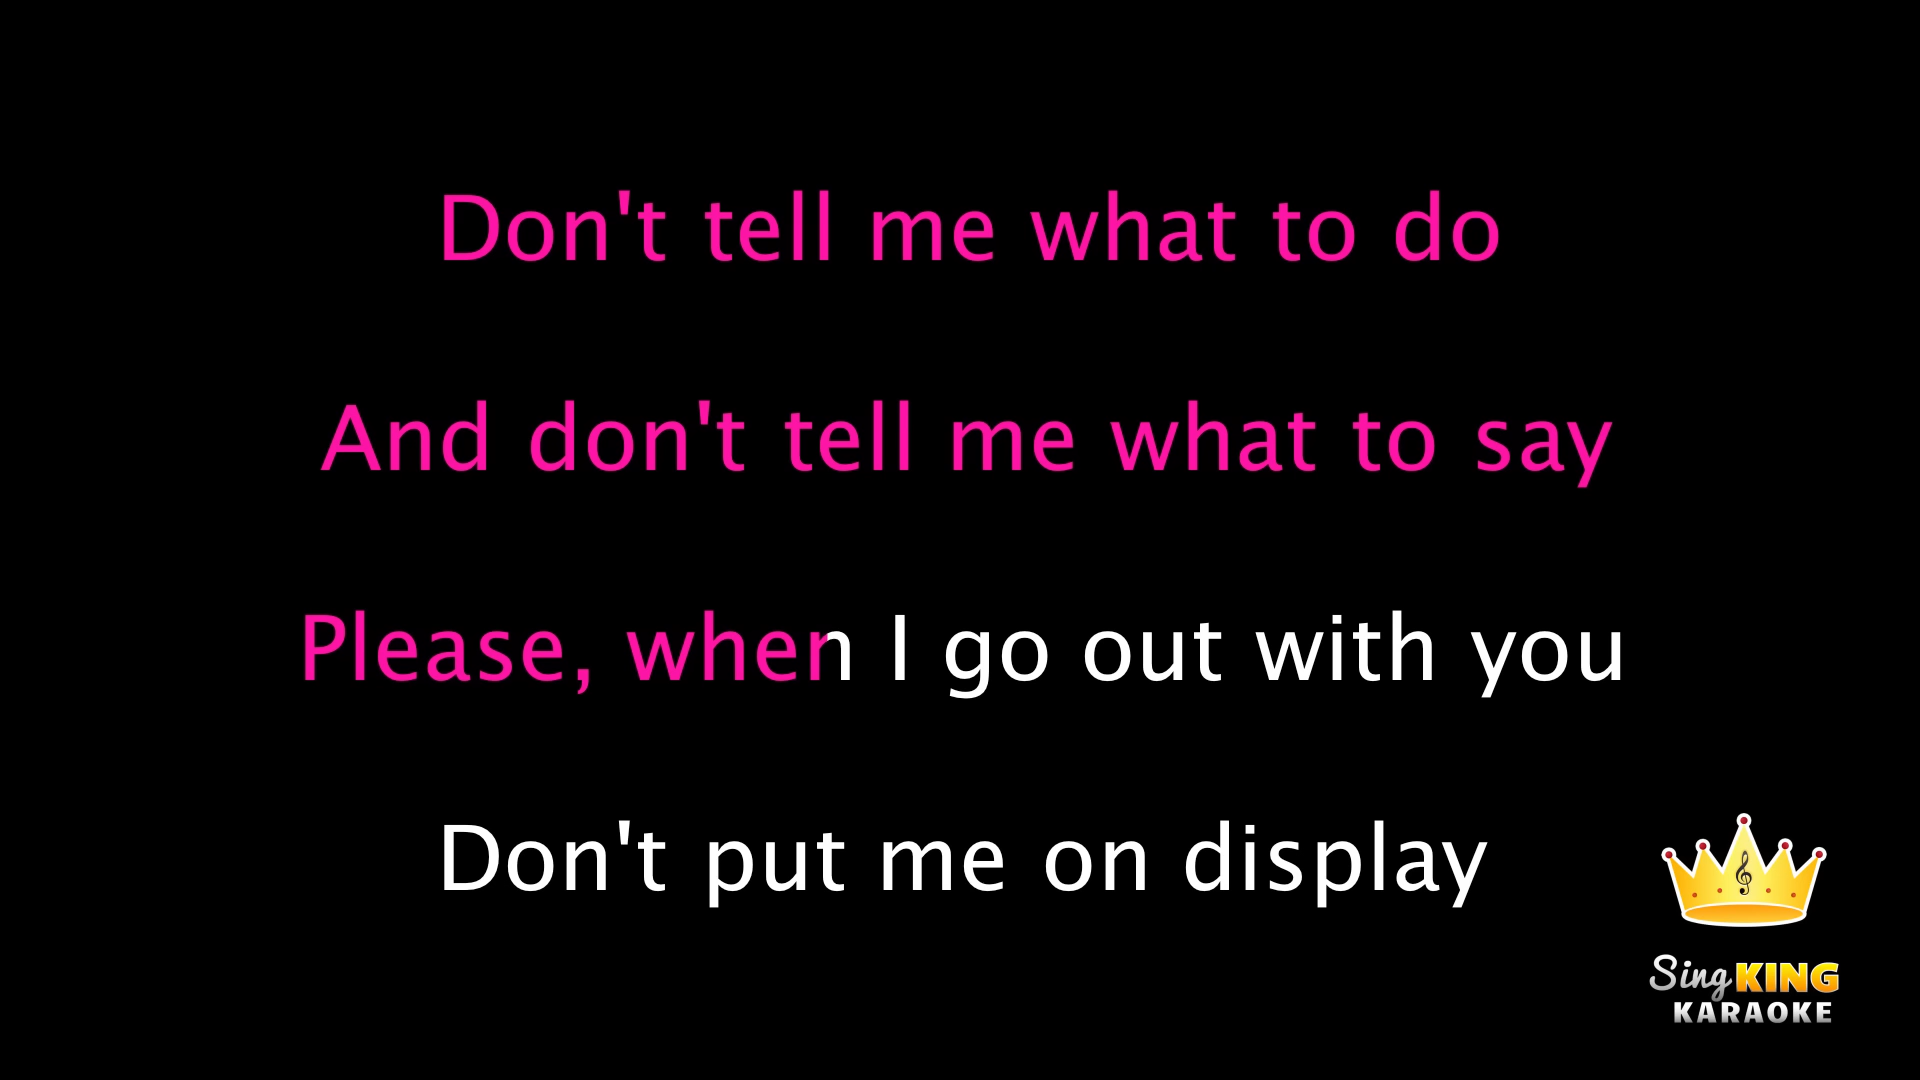 Don't tell me what to do
And don't tell me what to say
Please, when I go out with you
Don't put me on display
Sing KING
KARAOKE